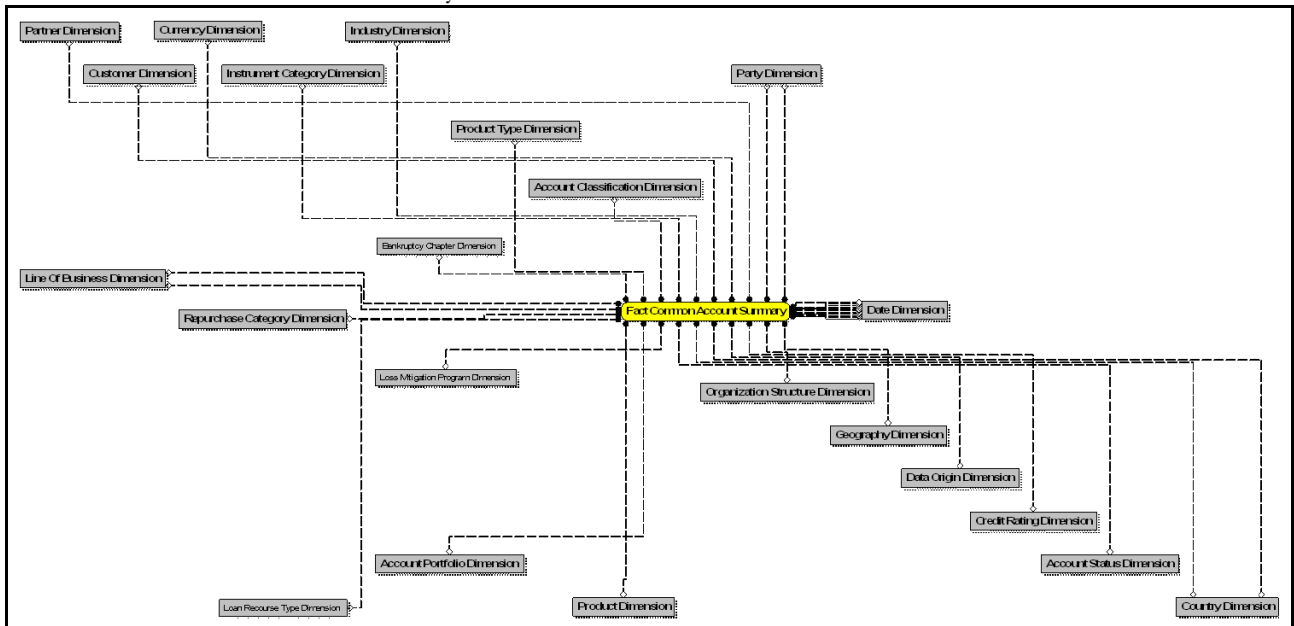 Partner Dimension
Currency Dimension
Industry Dimension
Customer Dimension
Instrument Category Dimension
Party Dimension
Product Type Dimension
Account Classification Dimension
Bankruptcy Chapter Dimension
Line Of Business Dimension
Fact Common Account Summary
Date Dimension
Repurchase Category Dimension
Loss Mitigation Program Dimension
Organization Structure Dimension
Geography Dimension
Data Origin Dimension
Credit Rating Dimension
Account Portfolio Dimension
Account Status Dimension
Loan Recourse Type Dimension
Product Dimension
Country Dimension